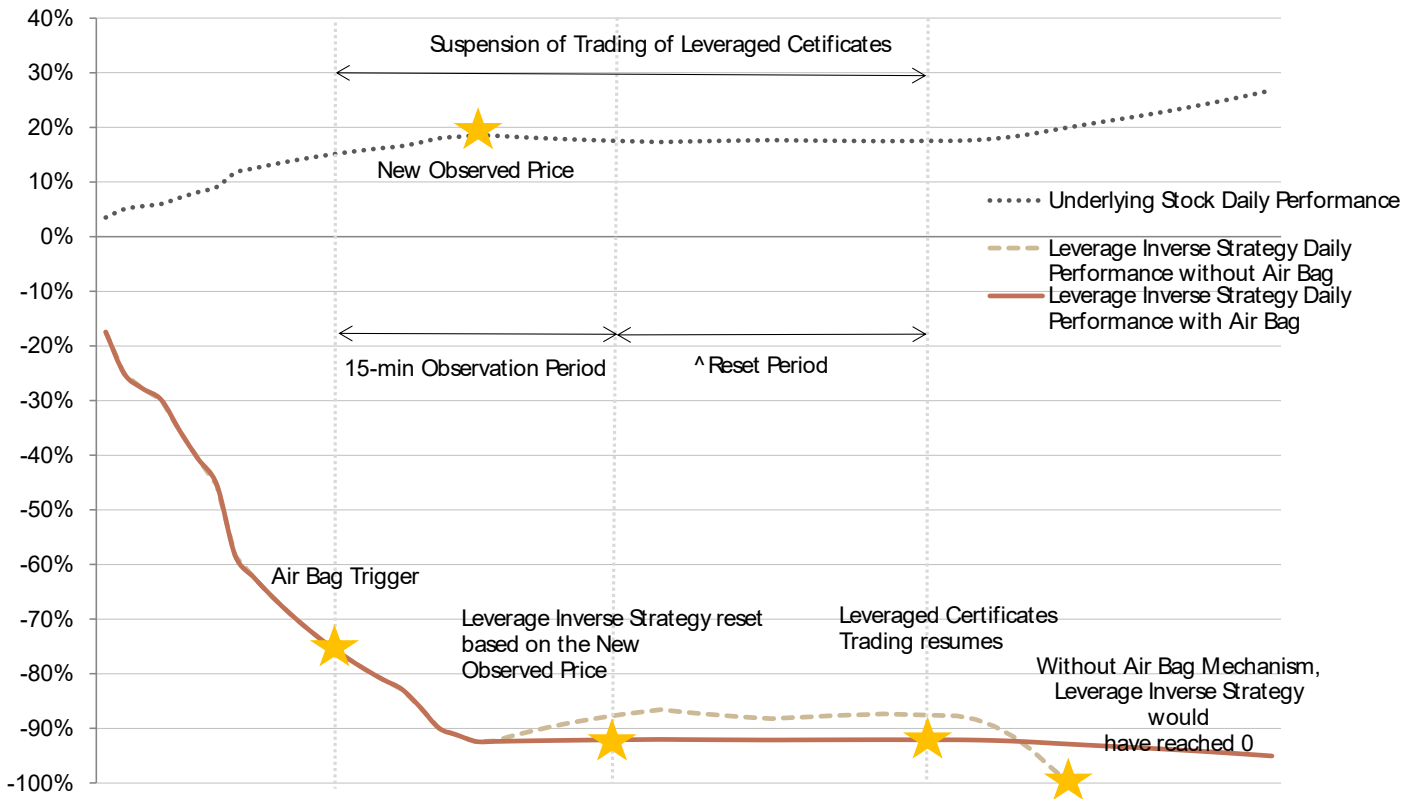 40%
30%
20%
10%
0%
-10%
-20%
-30%
-40%
-50%
-60%
-70%
-80%
-90%
-100%
Suspension of Trading of Leveraged Cetificates
New Observed Price
Underlying Stock Daily Performance
Leverage Inverse Strategy Daily
Performance without Air Bag
Leverage Inverse Strategy Daily
Performance with Air Bag
15-min Observation Period
^ Reset Period
Air Bag Trigger
Leverage Inverse Strategy reset
based on the New
Observed Price
Leveraged Certificates
Trading resumes
Without Air Bag Mechanism,
Leverage Inverse Strategy
would
have reached 0